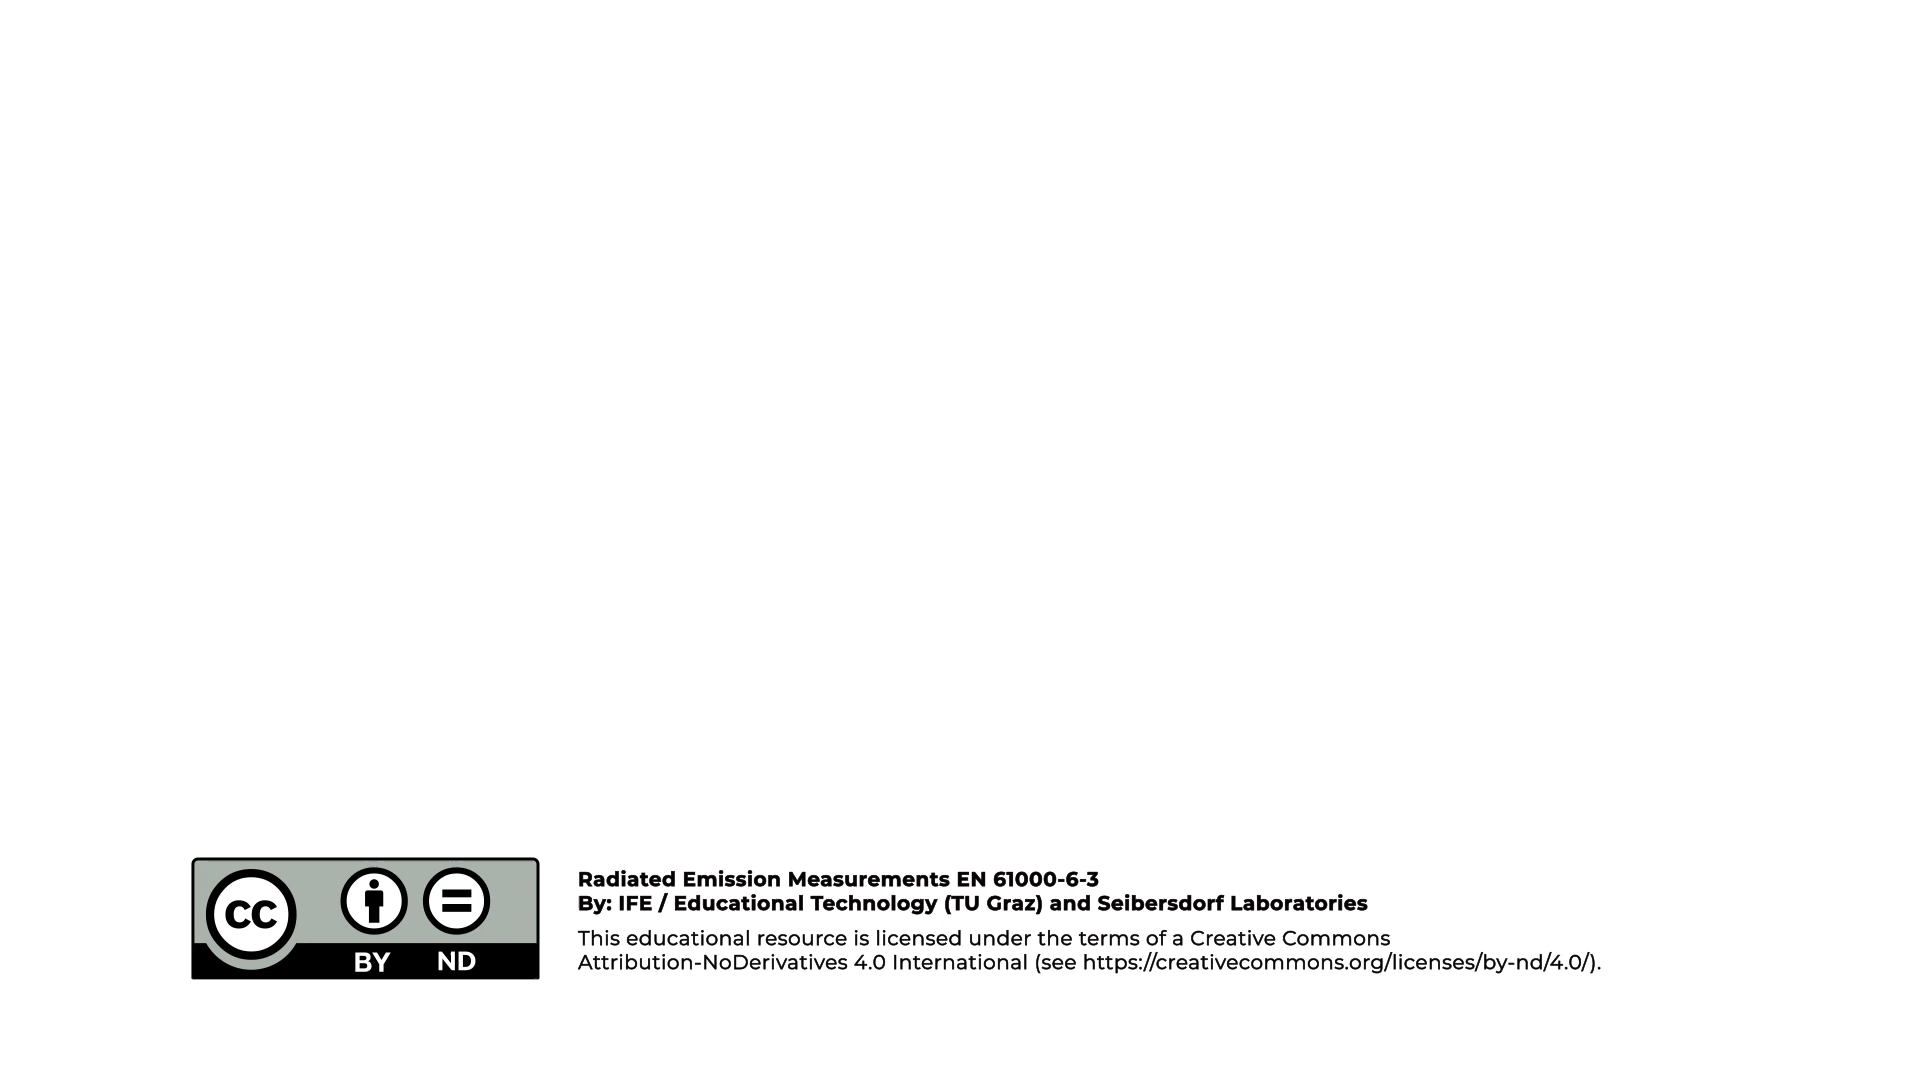 CC
BY ND
Radiated Emission Measurements EN 61000-6-3
By: IFE / Educational Technology (TU Graz) and Seibersdorf Laboratories
This educational resource is licensed under the terms of a Creative Commons
Attribution-NoDerivatives 4.0 International (see https://creativecommons.org/licenses/by-nd/4.0/).